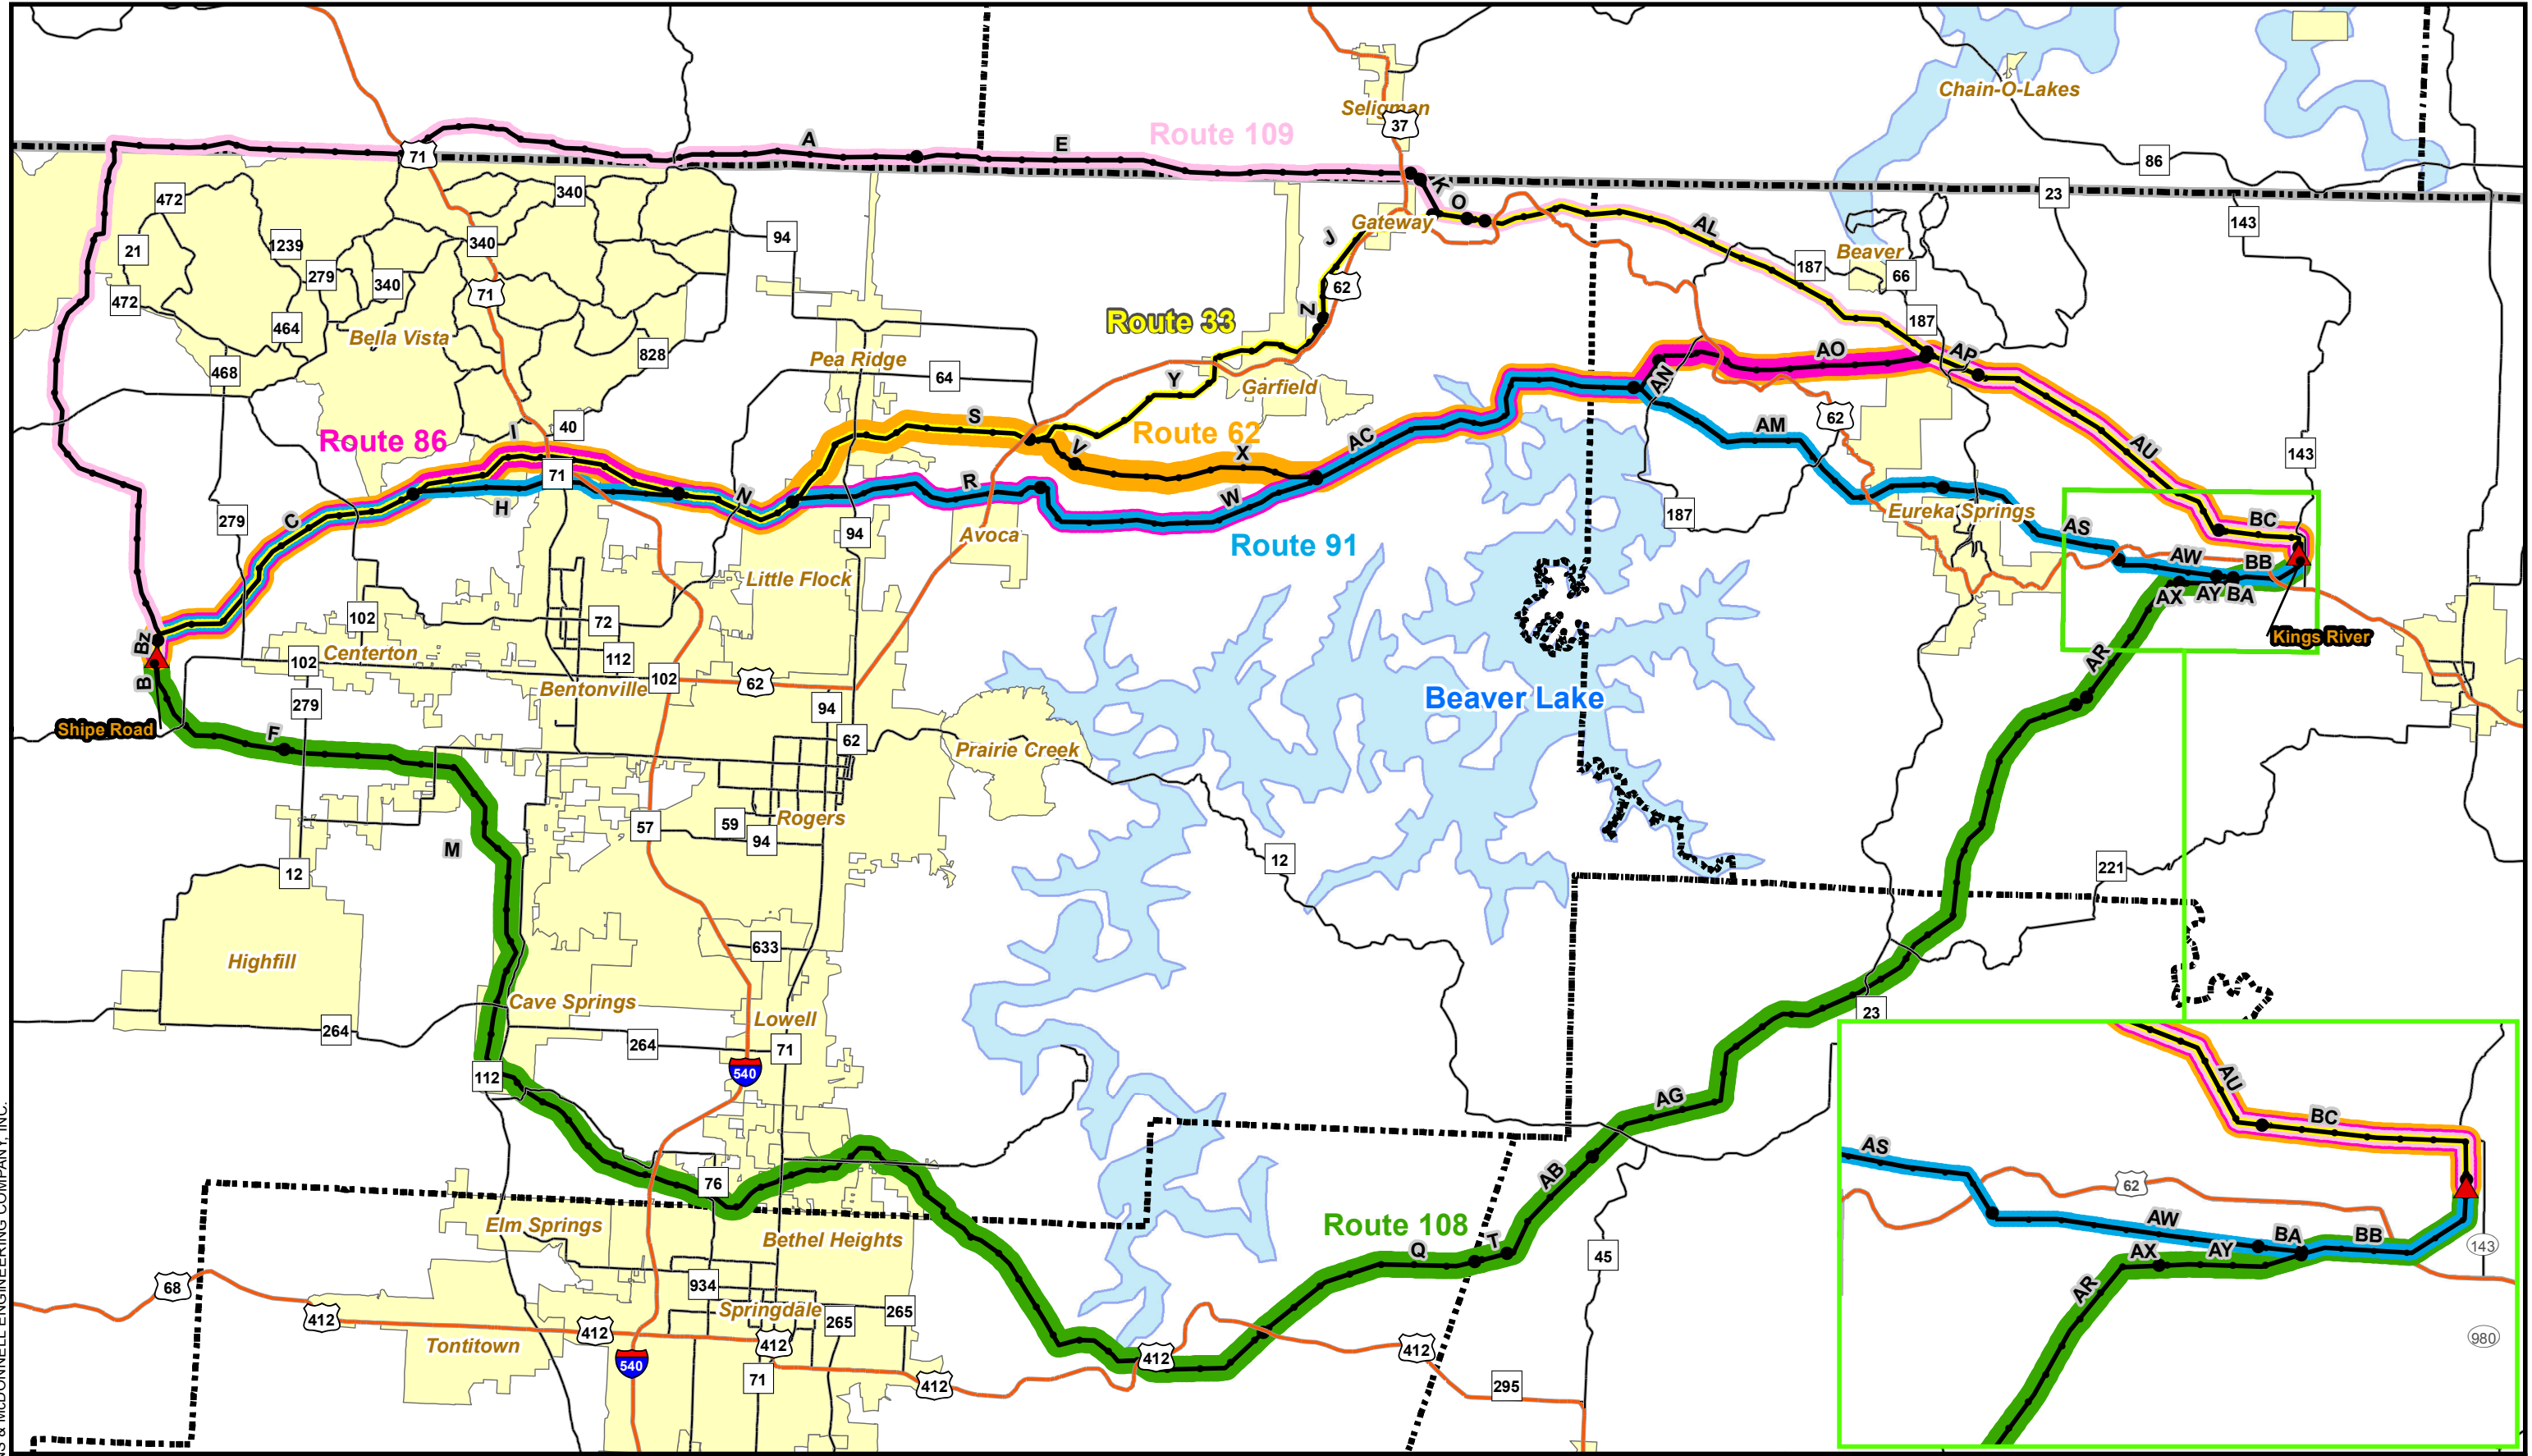 Chain-O-Lakes
Seligman
37
Route 109
A
E
71
86
K
O
23
143
472
340
94
21
1239
340
279
340
71
472
464
Bella Vista
468
828
J
Gateway
AL
187
Beaver
66
62
Z
Route 33
187
Pea Ridge
64
Y
Garfield
AN
AO
AP
Route 86
I
40
S
V
Route 62
X
AC
AM
62
AU
143
71
H
C
N
R
W
279
94
Avoca
Route 91
187
Eureka Springs
AS
BC
AW
BB
AX
AY
BA
Little Flock
102
72
Kings River
Bz
102
Centerton
112
B
Bentonville
102
62
279
94
AR
Beaver Lake
Shipe Road
F
62
Prairie Creek
57
59
94
Rogers
M
12
12
221
633
Highfill
Cave Springs
Lowell
264
264
71
23
540
112
AG
AU
BC
AS
62
AW
BA
BB
AX
AY
AR
143
980
76
AB
Elm Springs
Bethel Heights
Route 108
Q
T
45
68
934
412
412
Springdale
265
265
Tontitown
412
540
71
412
412
412
295
NS & McDONNELL ENGINEERING COMPANY, INC.